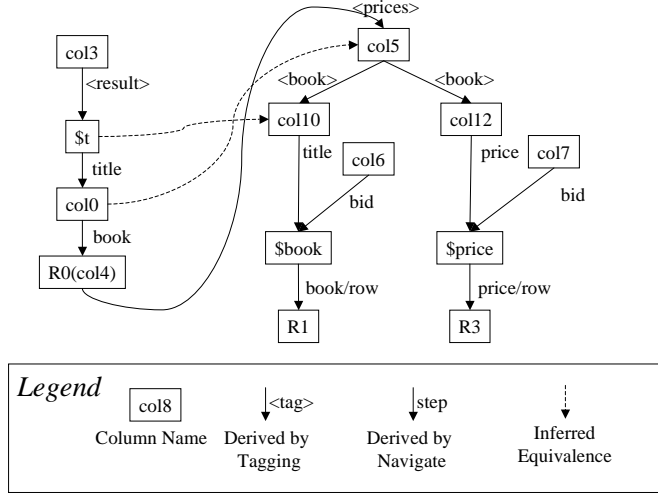 <prices>
col3
col5
<result>
<book>
<book>
$t
col10
col12
title
title
col6
price
col7
col0
bid
bid
book
$book
$price
R0(col4)
book/row
price/row
R1
R3
Legend
col8
<tag>
step
Column Name
Derived by
Tagging
Derived by
Navigate
Inferred
Equivalence